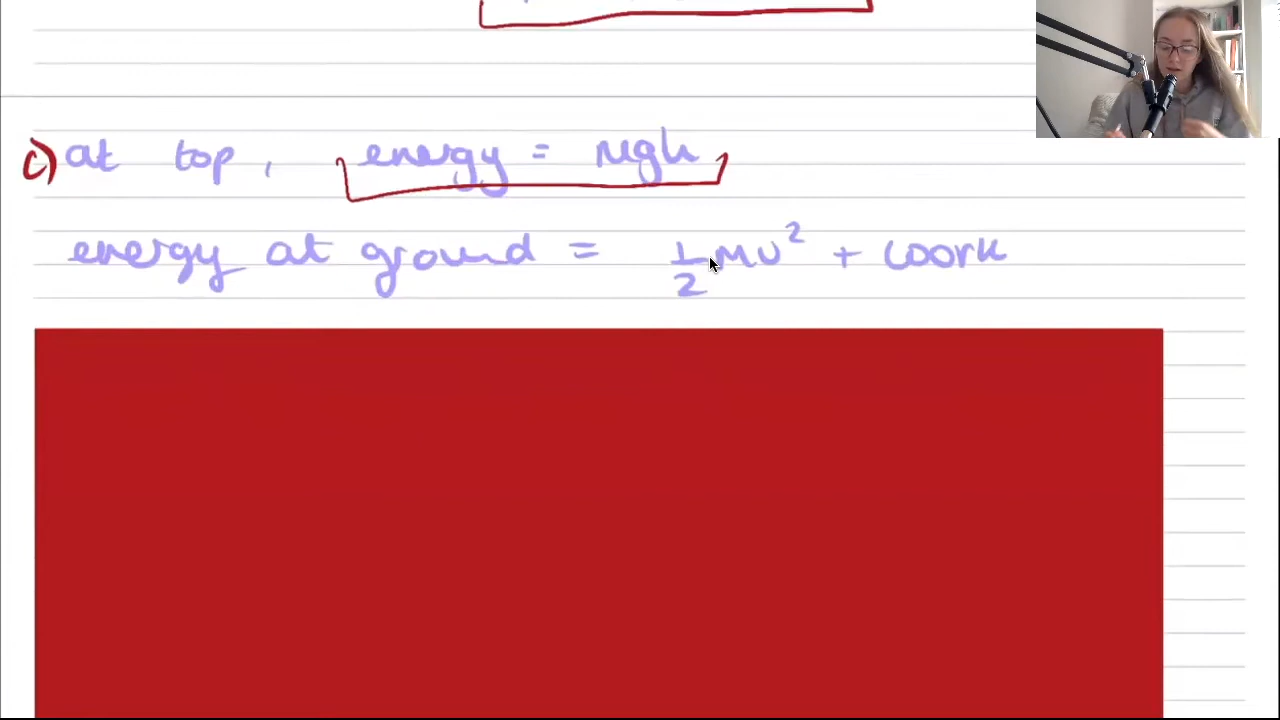 c) at top, energy = mgh
energy at ground = 1/2 mv² + work